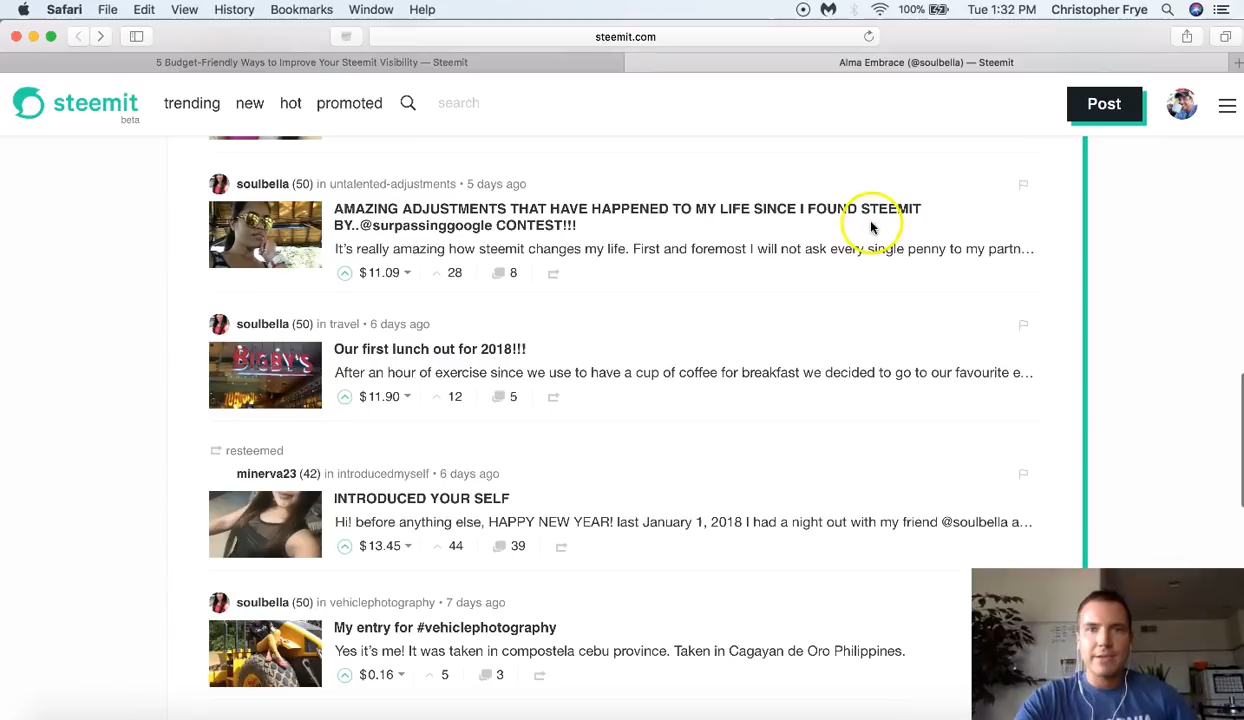 Safari File Edit View History Bookmarks Window Help 100% Tue 1:32 PM Christopher Frye
steemit.com
5 Budget-Friendly Ways to Improve Your Steemit Visibility — Steemit
Alma Embrace (@soulbella) — Steemit
steemit beta trending new hot promoted search Post
soulbella (50) in untalented-adjustments • 5 days ago
AMAZING ADJUSTMENTS THAT HAVE HAPPENED TO MY LIFE SINCE I FOUND STEEMIT
BY..@surpassinggoogle CONTEST!!!
It's really amazing how steemit changes my life. First and foremost I will not ask every single penny to my partn...
$11.09 28 8
soulbella (50) in travel • 6 days ago
BIGBY'S
Our first lunch out for 2018!!!
After an hour of exercise since we use to have a cup of coffee for breakfast we decided to go to our favourite e...
$11.90 12 5
resteemed
minerva23 (42) in introducedmyself • 6 days ago
INTRODUCED YOUR SELF
Hi! before anything else, HAPPY NEW YEAR! last January 1, 2018 I had a night out with my friend @soulbella a...
$13.45 44 39
soulbella (50) in vehiclephotography • 7 days ago
My entry for #vehiclephotography
Yes it's me! It was taken in compostela cebu province. Taken in Cagayan de Oro Philippines.
$0.16 5 3